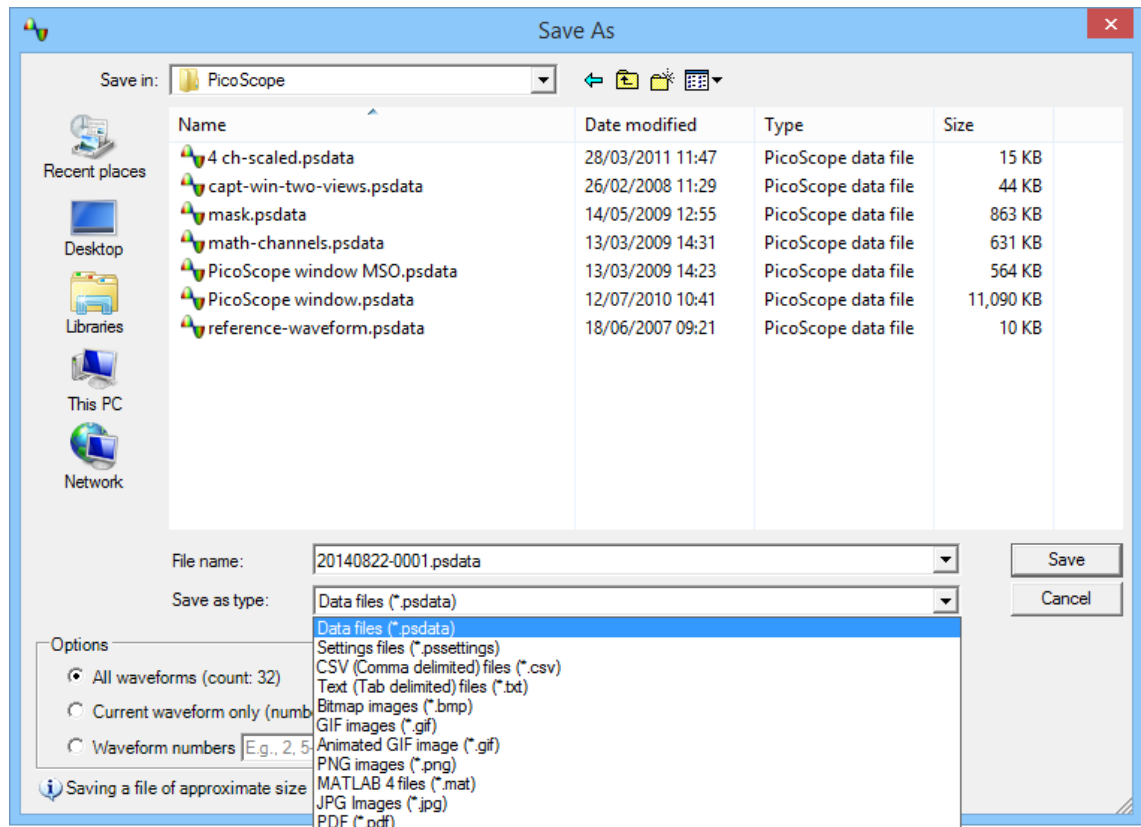 Save As
Save in: PicoScope
Name Date modified Type Size
Recent places
Desktop
Libraries
This PC
Network
4 ch-scaled.psdata 28/03/2011 11:47 PicoScope data file 15 KB
capt-win-two-views.psdata 26/02/2008 11:29 PicoScope data file 44 KB
mask.psdata 14/05/2009 12:55 PicoScope data file 863 KB
math-channels.psdata 13/03/2009 14:31 PicoScope data file 631 KB
PicoScope window MSO.psdata 13/03/2009 14:23 PicoScope data file 564 KB
PicoScope window.psdata 12/07/2010 10:41 PicoScope data file 11,090 KB
reference-waveform.psdata 18/06/2007 09:21 PicoScope data file 10 KB
File name: 20140822-0001.psdata Save
Save as type: Data files (*.psdata) Cancel
Data files (*.psdata)
Settings files (*.pssettings)
CSV (Comma delimited) files (*.csv)
Text (Tab delimited) files (*.txt)
Bitmap images (*.bmp)
GIF images (*.gif)
Animated GIF image (*.gif)
PNG images (*.png)
MATLAB 4 files (*.mat)
JPG Images (*.jpg)
PDF (*.pdf)
Options
All waveforms (count: 32)
Current waveform only (numb
Waveform numbers E.g., 2, 5-
Saving a file of approximate size